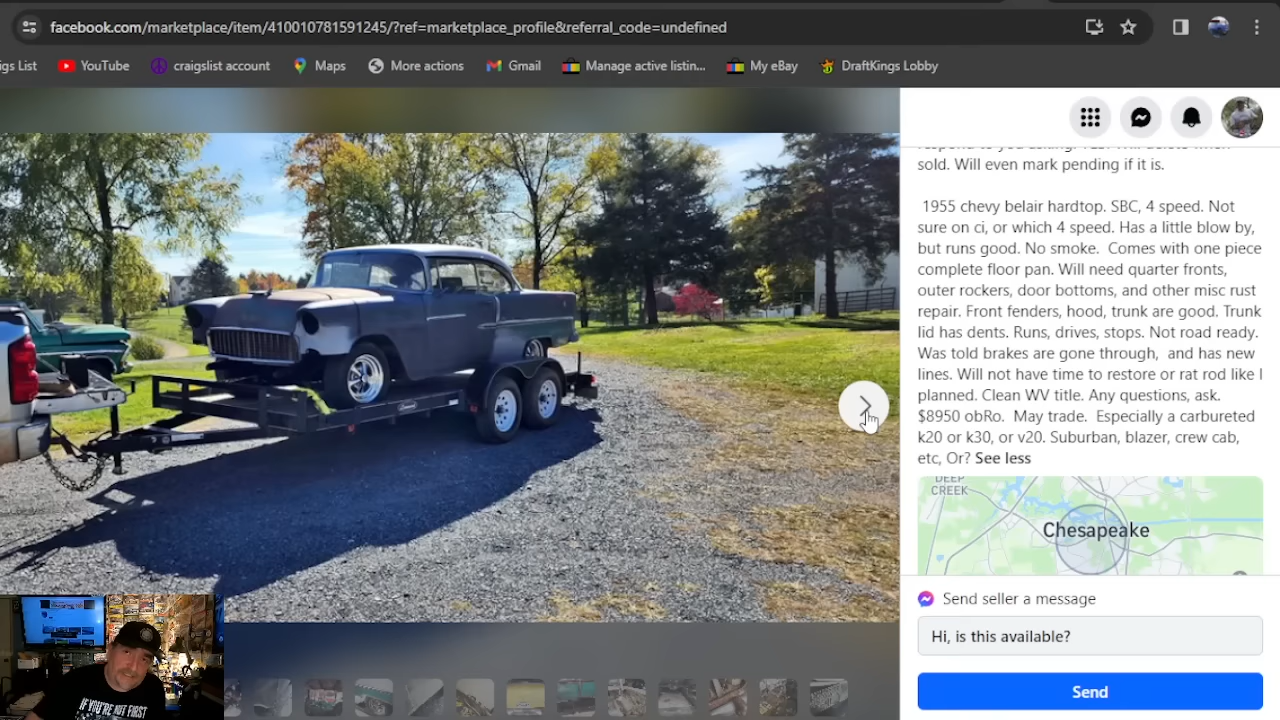 facebook.com/marketplace/item/410010781591245/?ref=marketplace_profile&referral_code=undefined
igs List YouTube craigslist account Maps More actions Gmail Manage active listin... My eBay DraftKings Lobby
sold. Will even mark pending if it is.
1955 chevy belair hardtop. SBC, 4 speed. Not
sure on ci, or which 4 speed. Has a little blow by,
but runs good. No smoke. Comes with one piece
complete floor pan. Will need quarter fronts,
outer rockers, door bottoms, and other misc rust
repair. Front fenders, hood, trunk are good. Trunk
lid has dents. Runs, drives, stops. Not road ready.
Was told brakes are gone through, and has new
lines. Will not have time to restore or rat rod like I
planned. Clean WV title. Any questions, ask.
$8950 obRo. May trade. Especially a carbureted
k20 or k30, or v20. Suburban, blazer, crew cab,
etc, Or? See less
DEEP
CREEK
Chesapeake
Send seller a message
Hi, is this available?
Send
IF YOU'RE NOT FIRST